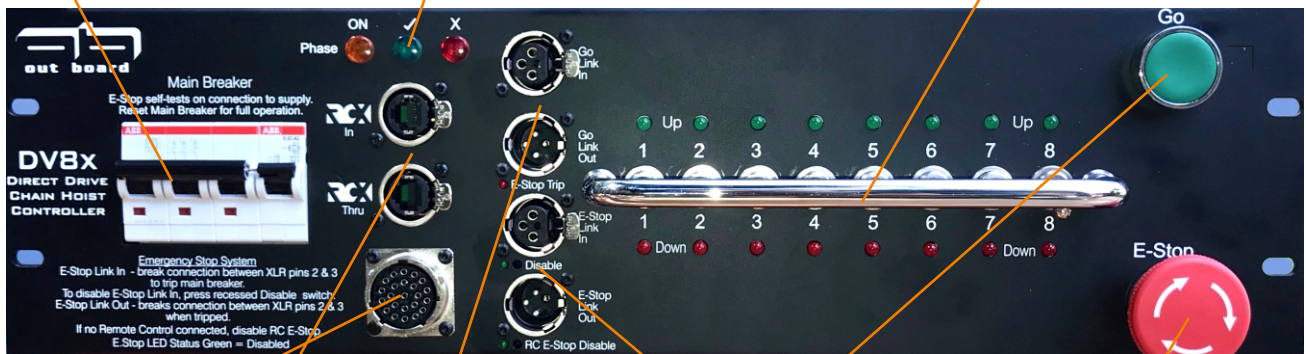 out board
Main Breaker
E-Stop self-tests on connection to supply.
Reset Main Breaker for full operation.
ABB
ABB
DV8x
DIRECT DRIVE
CHAIN HOIST
CONTROLLER
Emergency Stop System
E-Stop Link In - break connection between XLR pins 2 & 3
to trip main breaker.
To disable E-Stop Link In, press recessed Disable switch.
E-Stop Link Out - breaks connection between XLR pins 2 & 3
when tripped.
If no Remote Control connected, disable RC E-Stop
E.Stop LED Status Green = Disabled
ON ✓ X
Phase
RCX
In
RCX
Thru
Go
Link
In
Go
Link
Out
E-Stop Trip
E-Stop
Link
In
Disable
E-Stop
Link
Out
RC E-Stop Disable
Up Up
1 2 3 4 5 6 7 8
1 2 3 4 5 6 7 8
Down Down
Go
E-Stop